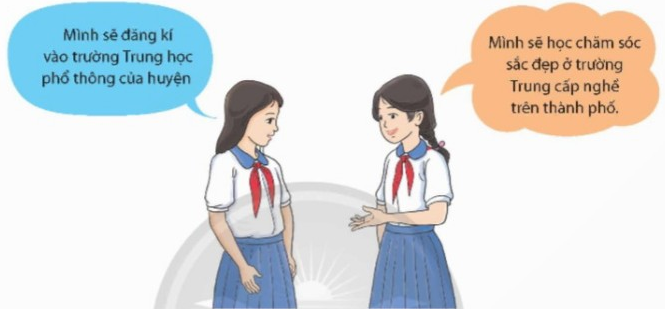 Mình sẽ đăng kí
vào trường Trung học
phổ thông của huyện
Mình sẽ học chăm sóc
sắc đẹp ở trường
Trung cấp nghề
trên thành phố.